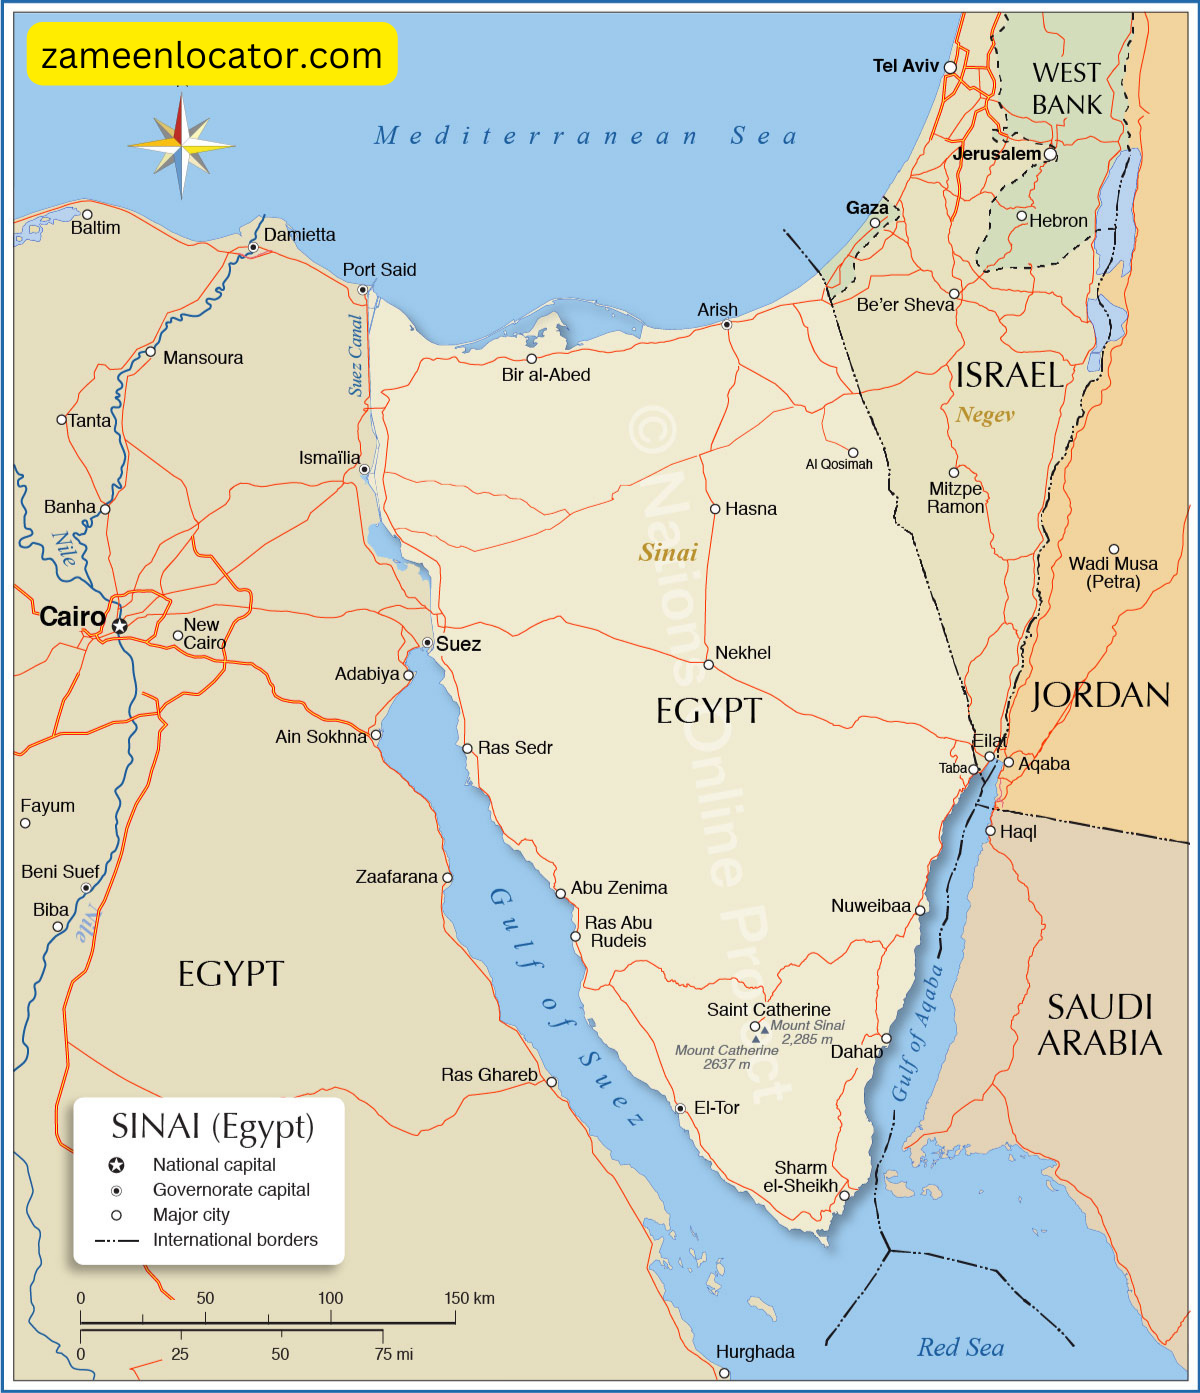 zameenlocator.com
Mediterranean Sea
Tel Aviv
WEST
BANK
Jerusalem
Hebron
Gaza
Baltim
Damietta
Port Said
Suez Canal
Arish
Be'er Sheva
Mansoura
Bir al-Abed
ISRAEL
Negev
Tanta
Ismaïlia
Al Qosimah
Mitzpe
Ramon
Banha
Hasna
Nile
Sinai
Wadi Musa
(Petra)
Cairo
New
Cairo
Suez
Nekhel
Adabiya
EGYPT
JORDAN
Ain Sokhna
Ras Sedr
Eilat
Taba
Aqaba
Fayum
Haql
Beni Suef
Zaafarana
Abu Zenima
Biba
Nile
Nuweibaa
Ras Abu
Rudeis
Gulf of Suez
EGYPT
Gulf of Aqaba
Saint Catherine
Mount Sinai
2,285 m
Mount Catherine
2637 m
Dahab
SAUDI
ARABIA
Ras Ghareb
El-Tor
Sharm
el-Sheikh
© Nations Online Project
SINAI (Egypt)
National capital
Governorate capital
Major city
International borders
0 50 100 150 km
0 25 50 75 mi
Hurghada
Red Sea